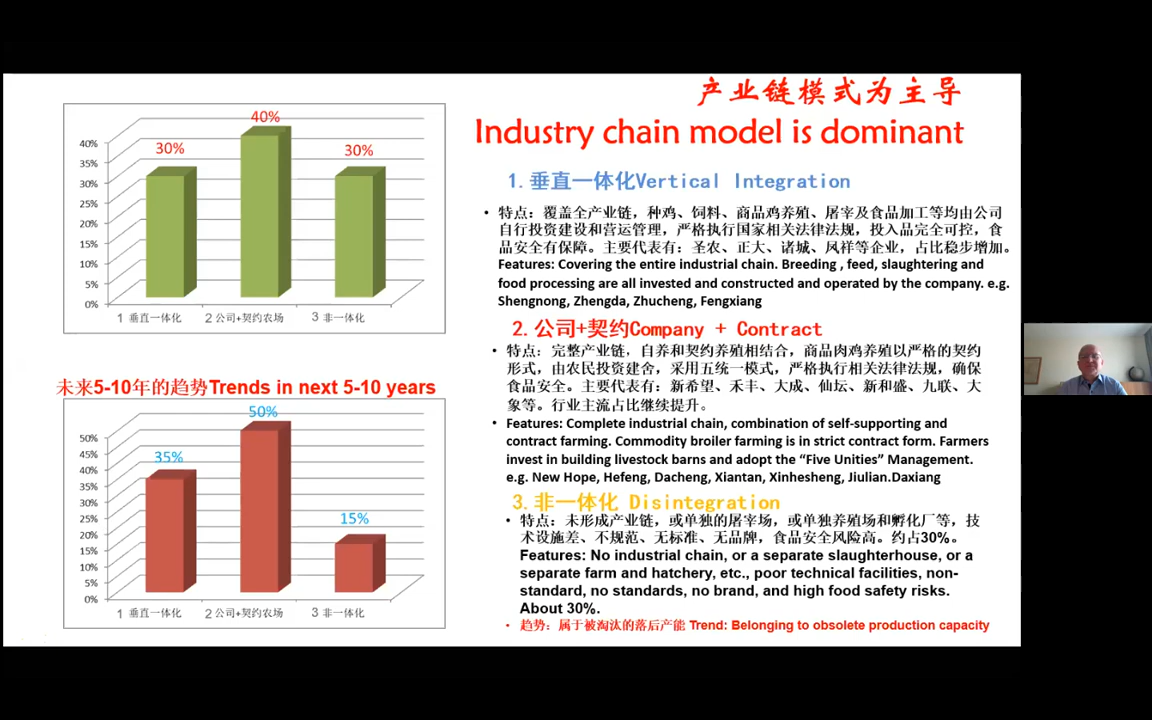 产业链模式为主导
Industry chain model is dominant
40%
30%
30%
40%
35%
30%
25%
20%
15%
10%
5%
0%
1 垂直一体化
2 公司+契约农场
3 非一体化
未来5-10年的趋势Trends in next 5-10 years
50%
35%
15%
50%
45%
40%
35%
30%
25%
20%
15%
10%
5%
0%
1 垂直一体化
2 公司+契约农场
3 非一体化
1.垂直一体化Vertical Integration
• 特点：覆盖全产业链，种鸡、饲料、商品鸡养殖、屠宰及食品加工等均由公司
自行投资建设和营运管理，严格执行国家相关法律法规，投入品完全可控，食
品安全有保障。主要代表有：圣农、正大、诸城、凤祥等企业，占比稳步增加。
Features: Covering the entire industrial chain. Breeding , feed, slaughtering and
food processing are all invested and constructed and operated by the company. e.g.
Shengnong, Zhengda, Zhucheng, Fengxiang
2.公司+契约Company + Contract
• 特点：完整产业链，自养和契约养殖相结合，商品肉鸡养殖以严格的契约
形式，由农民投资建舍，采用五统一模式，严格执行相关法律法规，确保
食品安全。主要代表有：新希望、禾丰、大成、仙坛、新和盛、九联、大
象等。行业主流占比继续提升。
• Features: Complete industrial chain, combination of self-supporting and
contract farming. Commodity broiler farming is in strict contract form. Farmers
invest in building livestock barns and adopt the “Five Unities” Management.
e.g. New Hope, Hefeng, Dacheng, Xiantan, Xinhesheng, Jiulian.Daxiang
3.非一体化 Disintegration
• 特点：未形成产业链，或单独的屠宰场，或单独养殖场和孵化厂等，技
术设施差、不规范、无标准、无品牌，食品安全风险高。约占30%。
Features: No industrial chain, or a separate slaughterhouse, or a
separate farm and hatchery, etc., poor technical facilities, non-
standard, no standards, no brand, and high food safety risks.
About 30%.
• 趋势：属于被淘汰的落后产能 Trend: Belonging to obsolete production capacity